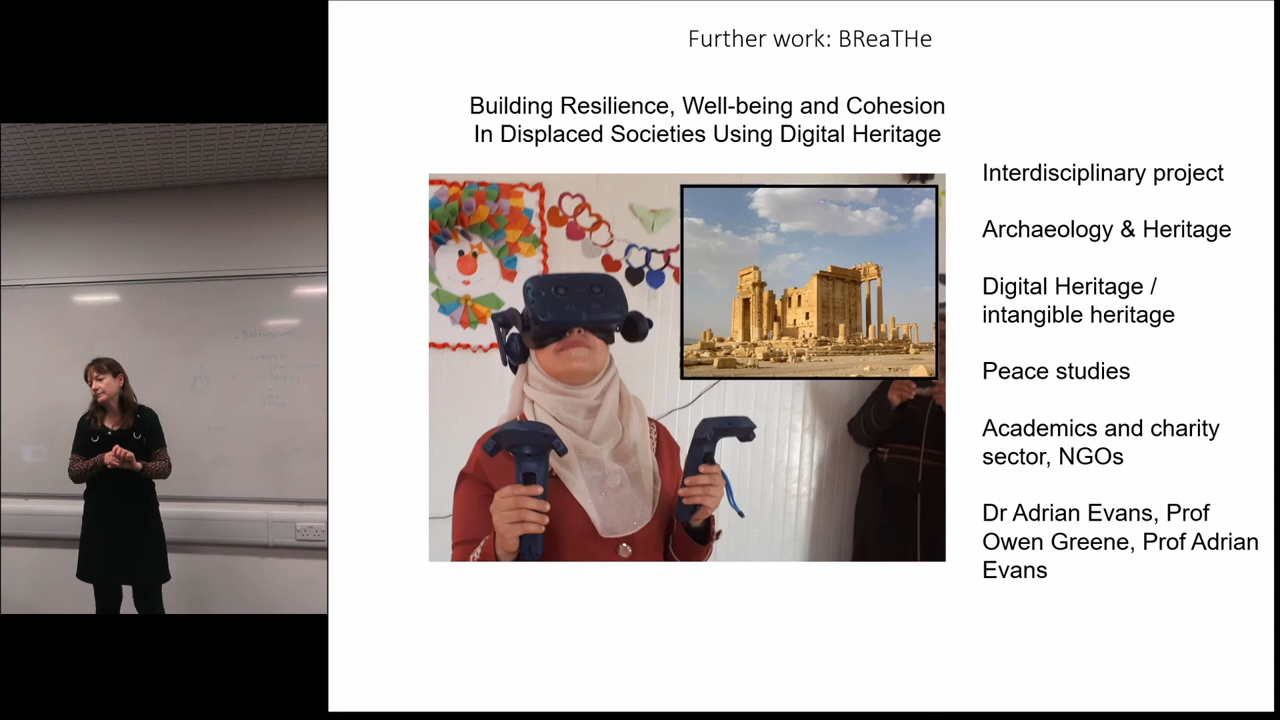 Further work: BReaTHe
Building Resilience, Well-being and Cohesion
In Displaced Societies Using Digital Heritage
Interdisciplinary project
Archaeology & Heritage
Digital Heritage /
intangible heritage
Peace studies
Academics and charity
sector, NGOs
Dr Adrian Evans, Prof
Owen Greene, Prof Adrian
Evans